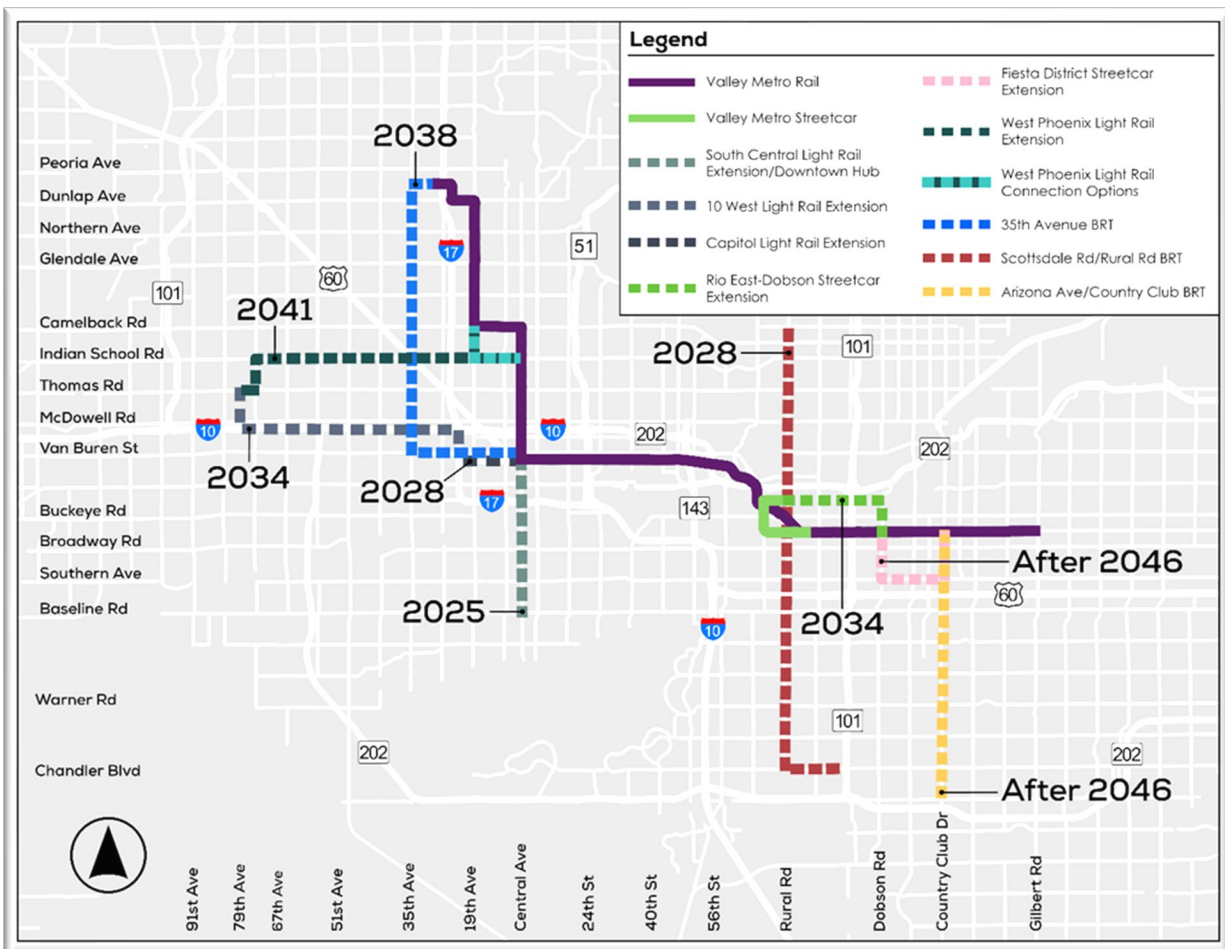 Legend
Valley Metro Rail
Valley Metro Streetcar
South Central Light Rail
Extension/Downtown Hub
10 West Light Rail Extension
Capitol Light Rail Extension
Rio East-Dobson Streetcar
Extension
Fiesta District Streetcar
Extension
West Phoenix Light Rail
Extension
West Phoenix Light Rail
Connection Options
35th Avenue BRT
Scottsdale Rd/Rural Rd BRT
Arizona Ave/Country Club BRT
2038
Peoria Ave
Dunlap Ave
Northern Ave
Glendale Ave
17
51
60
101
2041
Camelback Rd
Indian School Rd
Thomas Rd
McDowell Rd
Van Buren St
2028
101
10
10
202
202
2034
2028
17
143
Buckeye Rd
Broadway Rd
Southern Ave
Baseline Rd
After 2046
60
2025
10
2034
Warner Rd
Chandler Blvd
202
101
202
After 2046
91st Ave
79th Ave
67th Ave
51st Ave
35th Ave
19th Ave
Central Ave
24th St
40th St
56th St
Rural Rd
Dobson Rd
Country Club Dr
Gilbert Rd